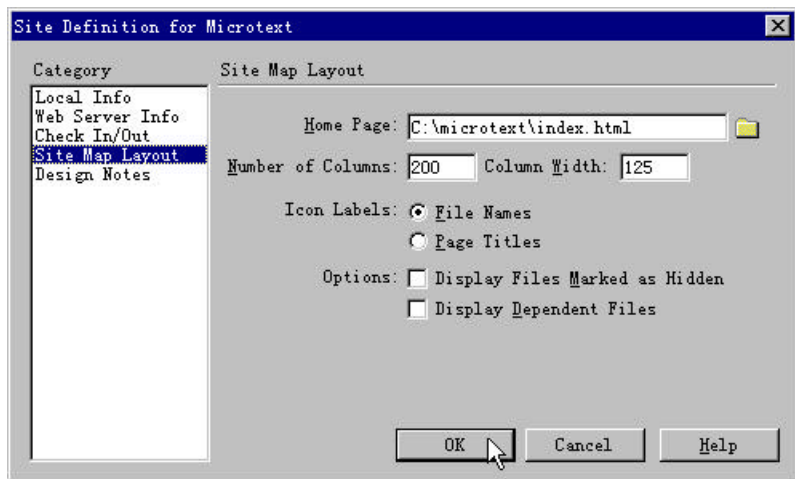 Site Definition for Microtext
Category
Local Info
Web Server Info
Check In/Out
Site Map Layout
Design Notes
Site Map Layout
Home Page: C:\microtext\index.html
Number of Columns: 200 Column Width: 125
Icon Labels: File Names
Page Titles
Options: Display Files Marked as Hidden
Display Dependent Files
OK Cancel Help